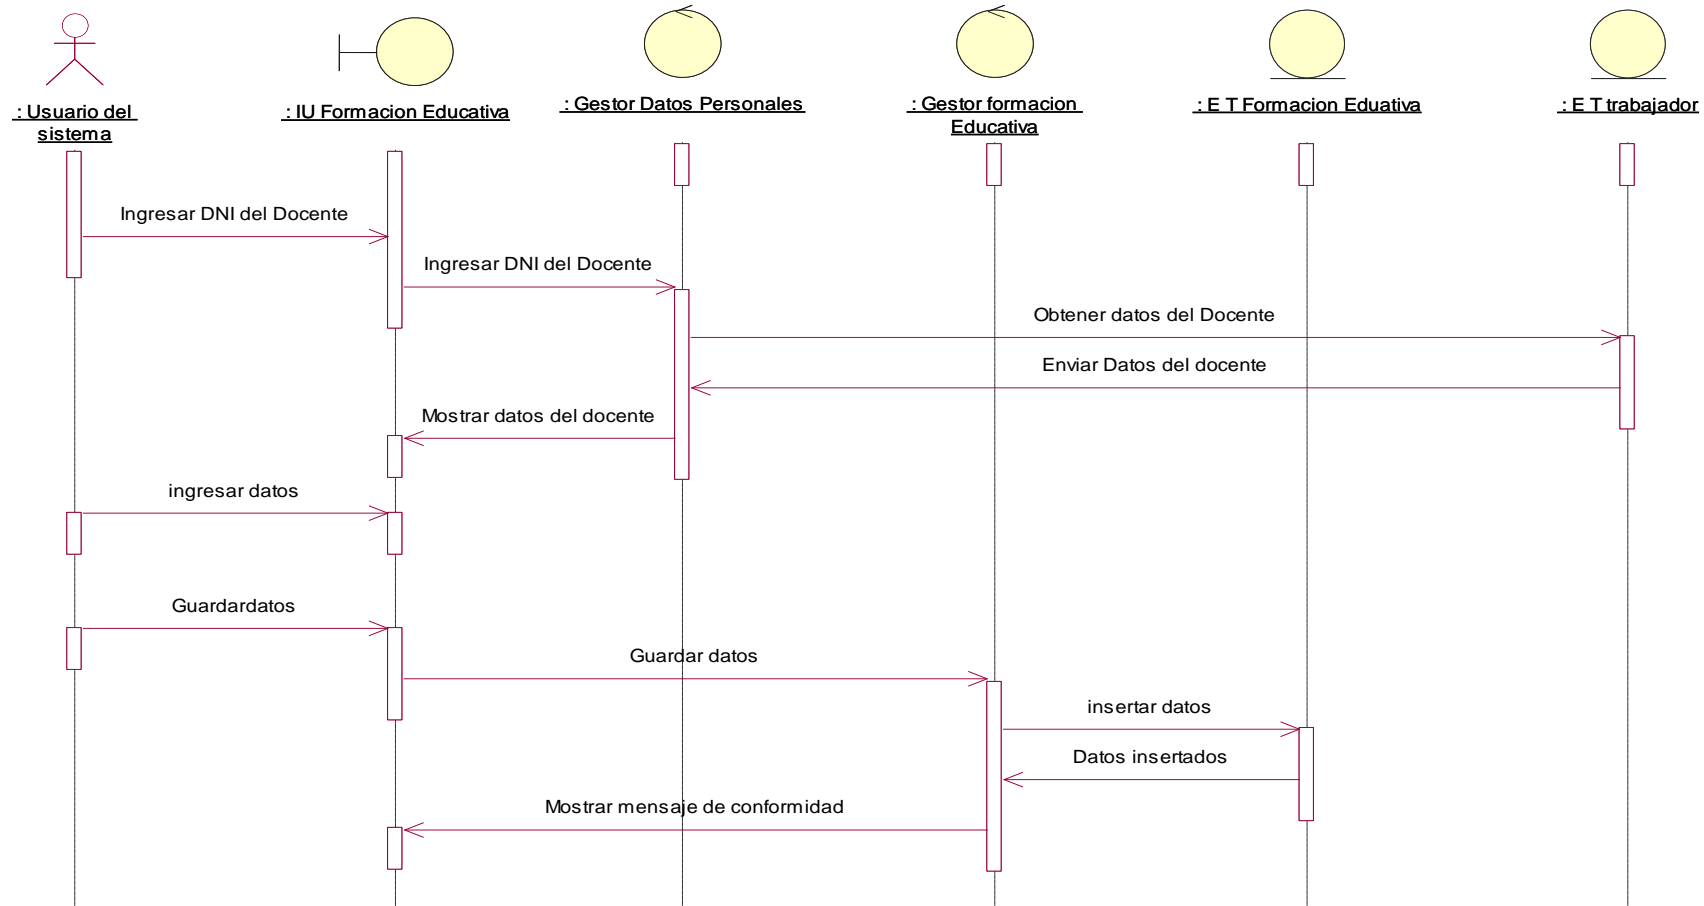 : Usuario del
sistema
: IU Formacion Educativa
: Gestor Datos Personales
: Gestor formacion
Educativa
: E T Formacion Eduativa
: E T trabajador
Ingresar DNI del Docente
Ingresar DNI del Docente
Obtener datos del Docente
Enviar Datos del docente
Mostrar datos del docente
ingresar datos
Guardardatos
Guardar datos
insertar datos
Datos insertados
Mostrar mensaje de conformidad